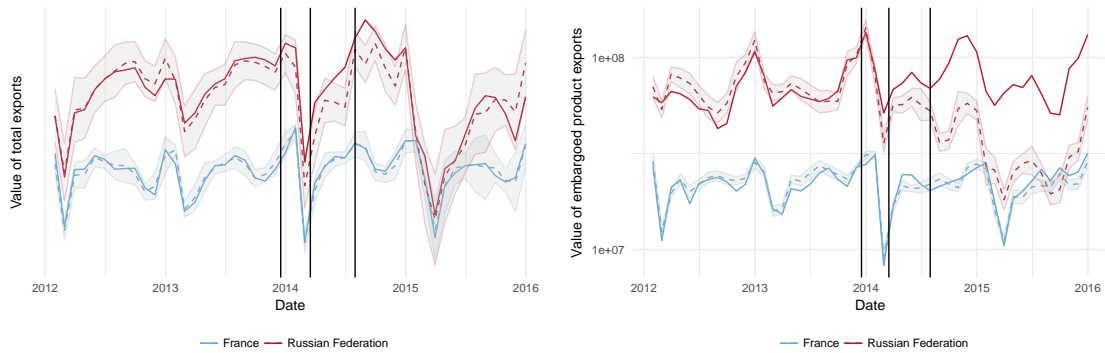 Value of total exports
2012 2013 2014 2015 2016
Date
France Russian Federation
Value of embargoed product exports
1e+08
1e+07
2012 2013 2014 2015 2016
Date
France Russian Federation